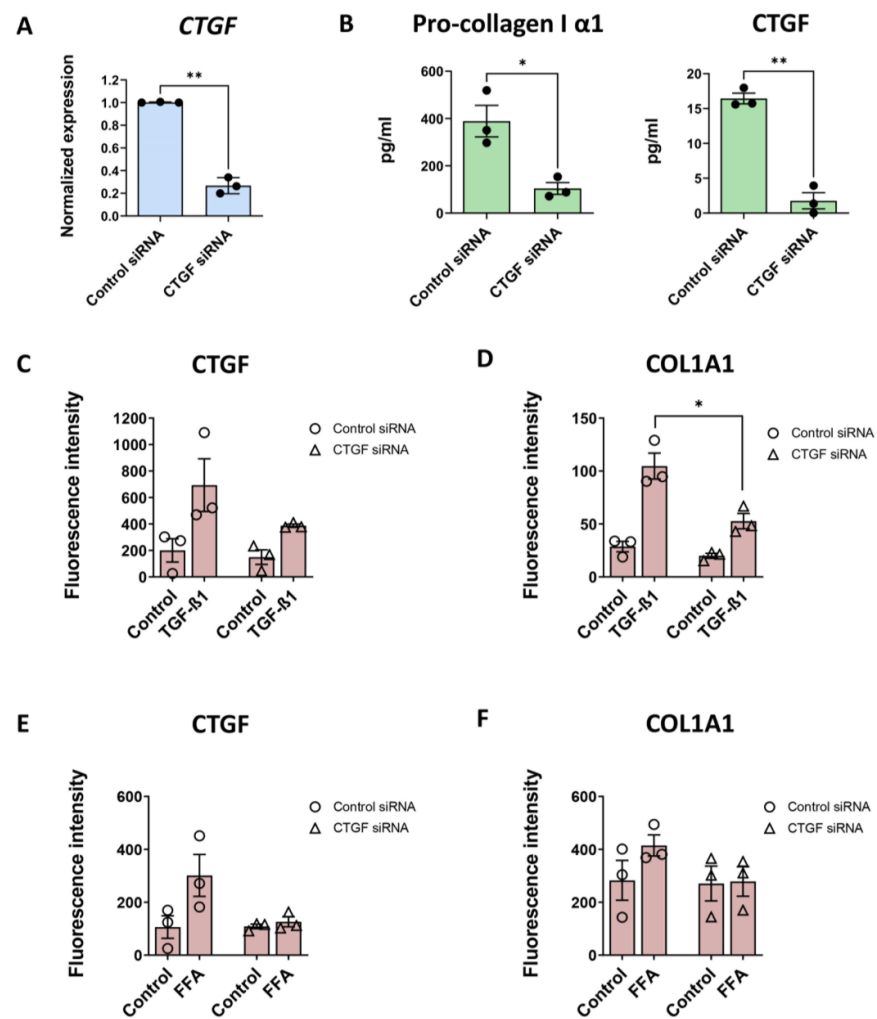 A
CTGF
Normalized expression
1.2
1.0
0.8
0.6
0.4
0.2
0.0
**
Control siRNA
CTGF siRNA
B
Pro-collagen I α1
pg/ml
600
400
200
0
*
Control siRNA
CTGF siRNA
CTGF
pg/ml
20
15
10
5
0
**
Control siRNA
CTGF siRNA
C
CTGF
Fluorescence intensity
1200
1000
800
600
400
200
0
Control
TGF-ß1
Control
TGF-ß1
Control siRNA
CTGF siRNA
D
COL1A1
Fluorescence intensity
150
100
50
0
*
Control
TGF-ß1
Control
TGF-ß1
Control siRNA
CTGF siRNA
E
CTGF
Fluorescence intensity
600
400
200
0
Control
FFA
Control
FFA
Control siRNA
CTGF siRNA
F
COL1A1
Fluorescence intensity
600
400
200
0
Control
FFA
Control
FFA
Control siRNA
CTGF siRNA